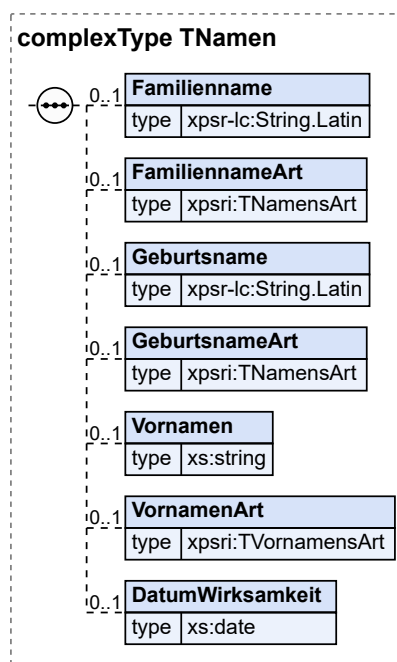 complexType TNamen
0..1 Familienname
type xpsr-lc:String.Latin
0..1 FamiliennameArt
type xpsri:TNamensArt
0..1 Geburtsname
type xpsr-lc:String.Latin
0..1 GeburtsnameArt
type xpsri:TNamensArt
0..1 Vornamen
type xs:string
0..1 VornamenArt
type xpsri:TVornamensArt
0..1 DatumWirksamkeit
type xs:date